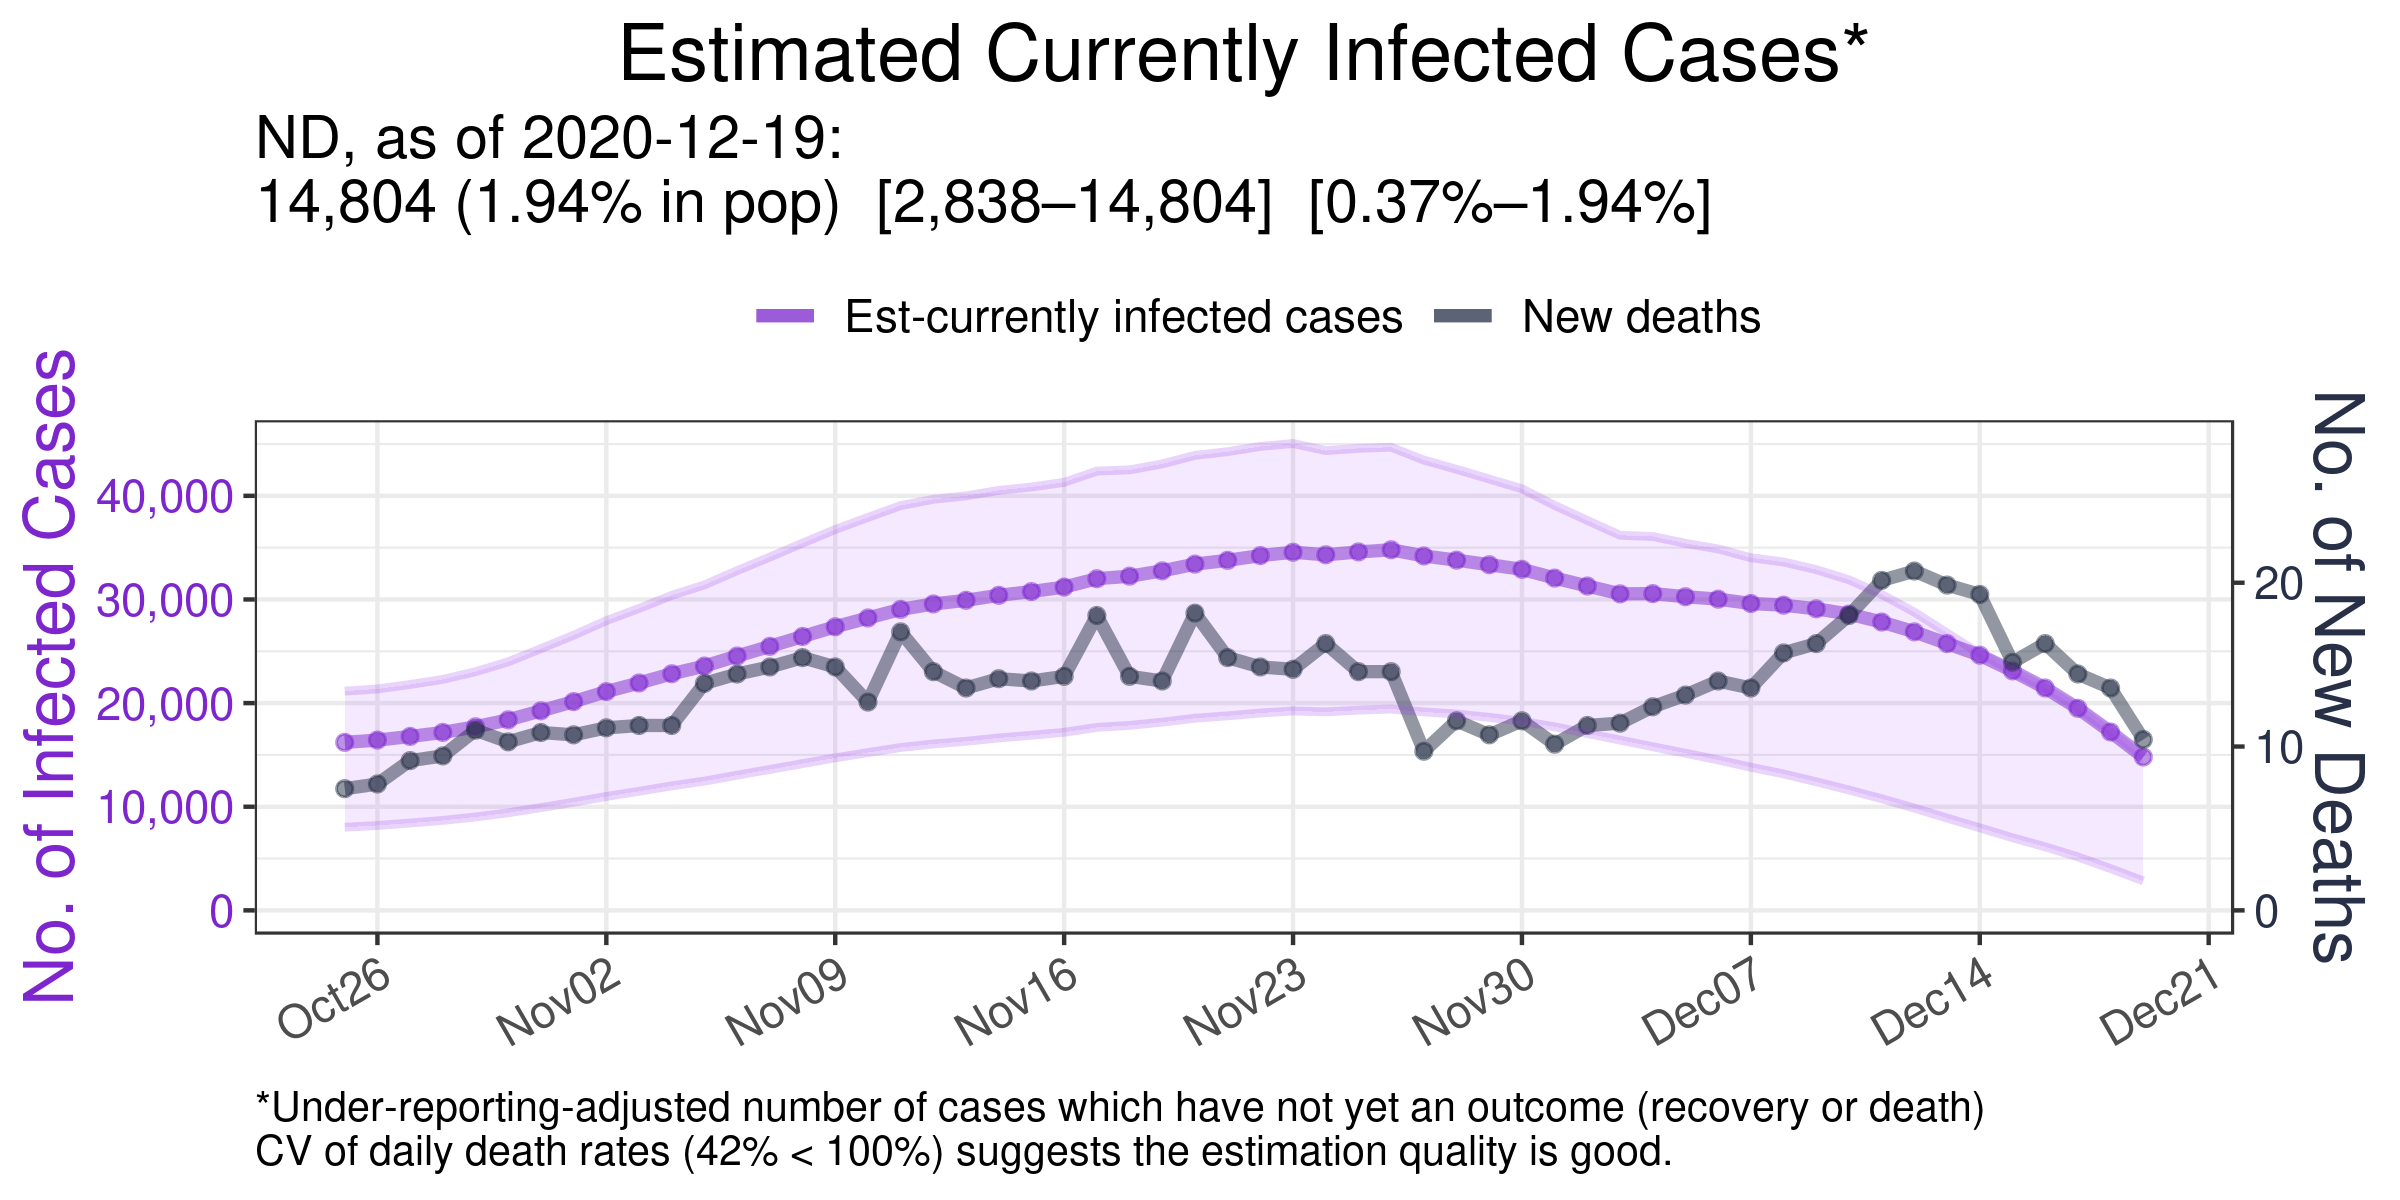 Estimated Currently Infected Cases*
ND, as of 2020-12-19:
14,804 (1.94% in pop)  [2,838–14,804]  [0.37%–1.94%]
Est-currently infected cases
New deaths
No. of Infected Cases
40,000
30,000
20,000
10,000
0
20
10
0
No. of New Deaths
Oct26
Nov02
Nov09
Nov16
Nov23
Nov30
Dec07
Dec14
Dec21
*Under-reporting-adjusted number of cases which have not yet an outcome (recovery or death)
CV of daily death rates (42% < 100%) suggests the estimation quality is good.